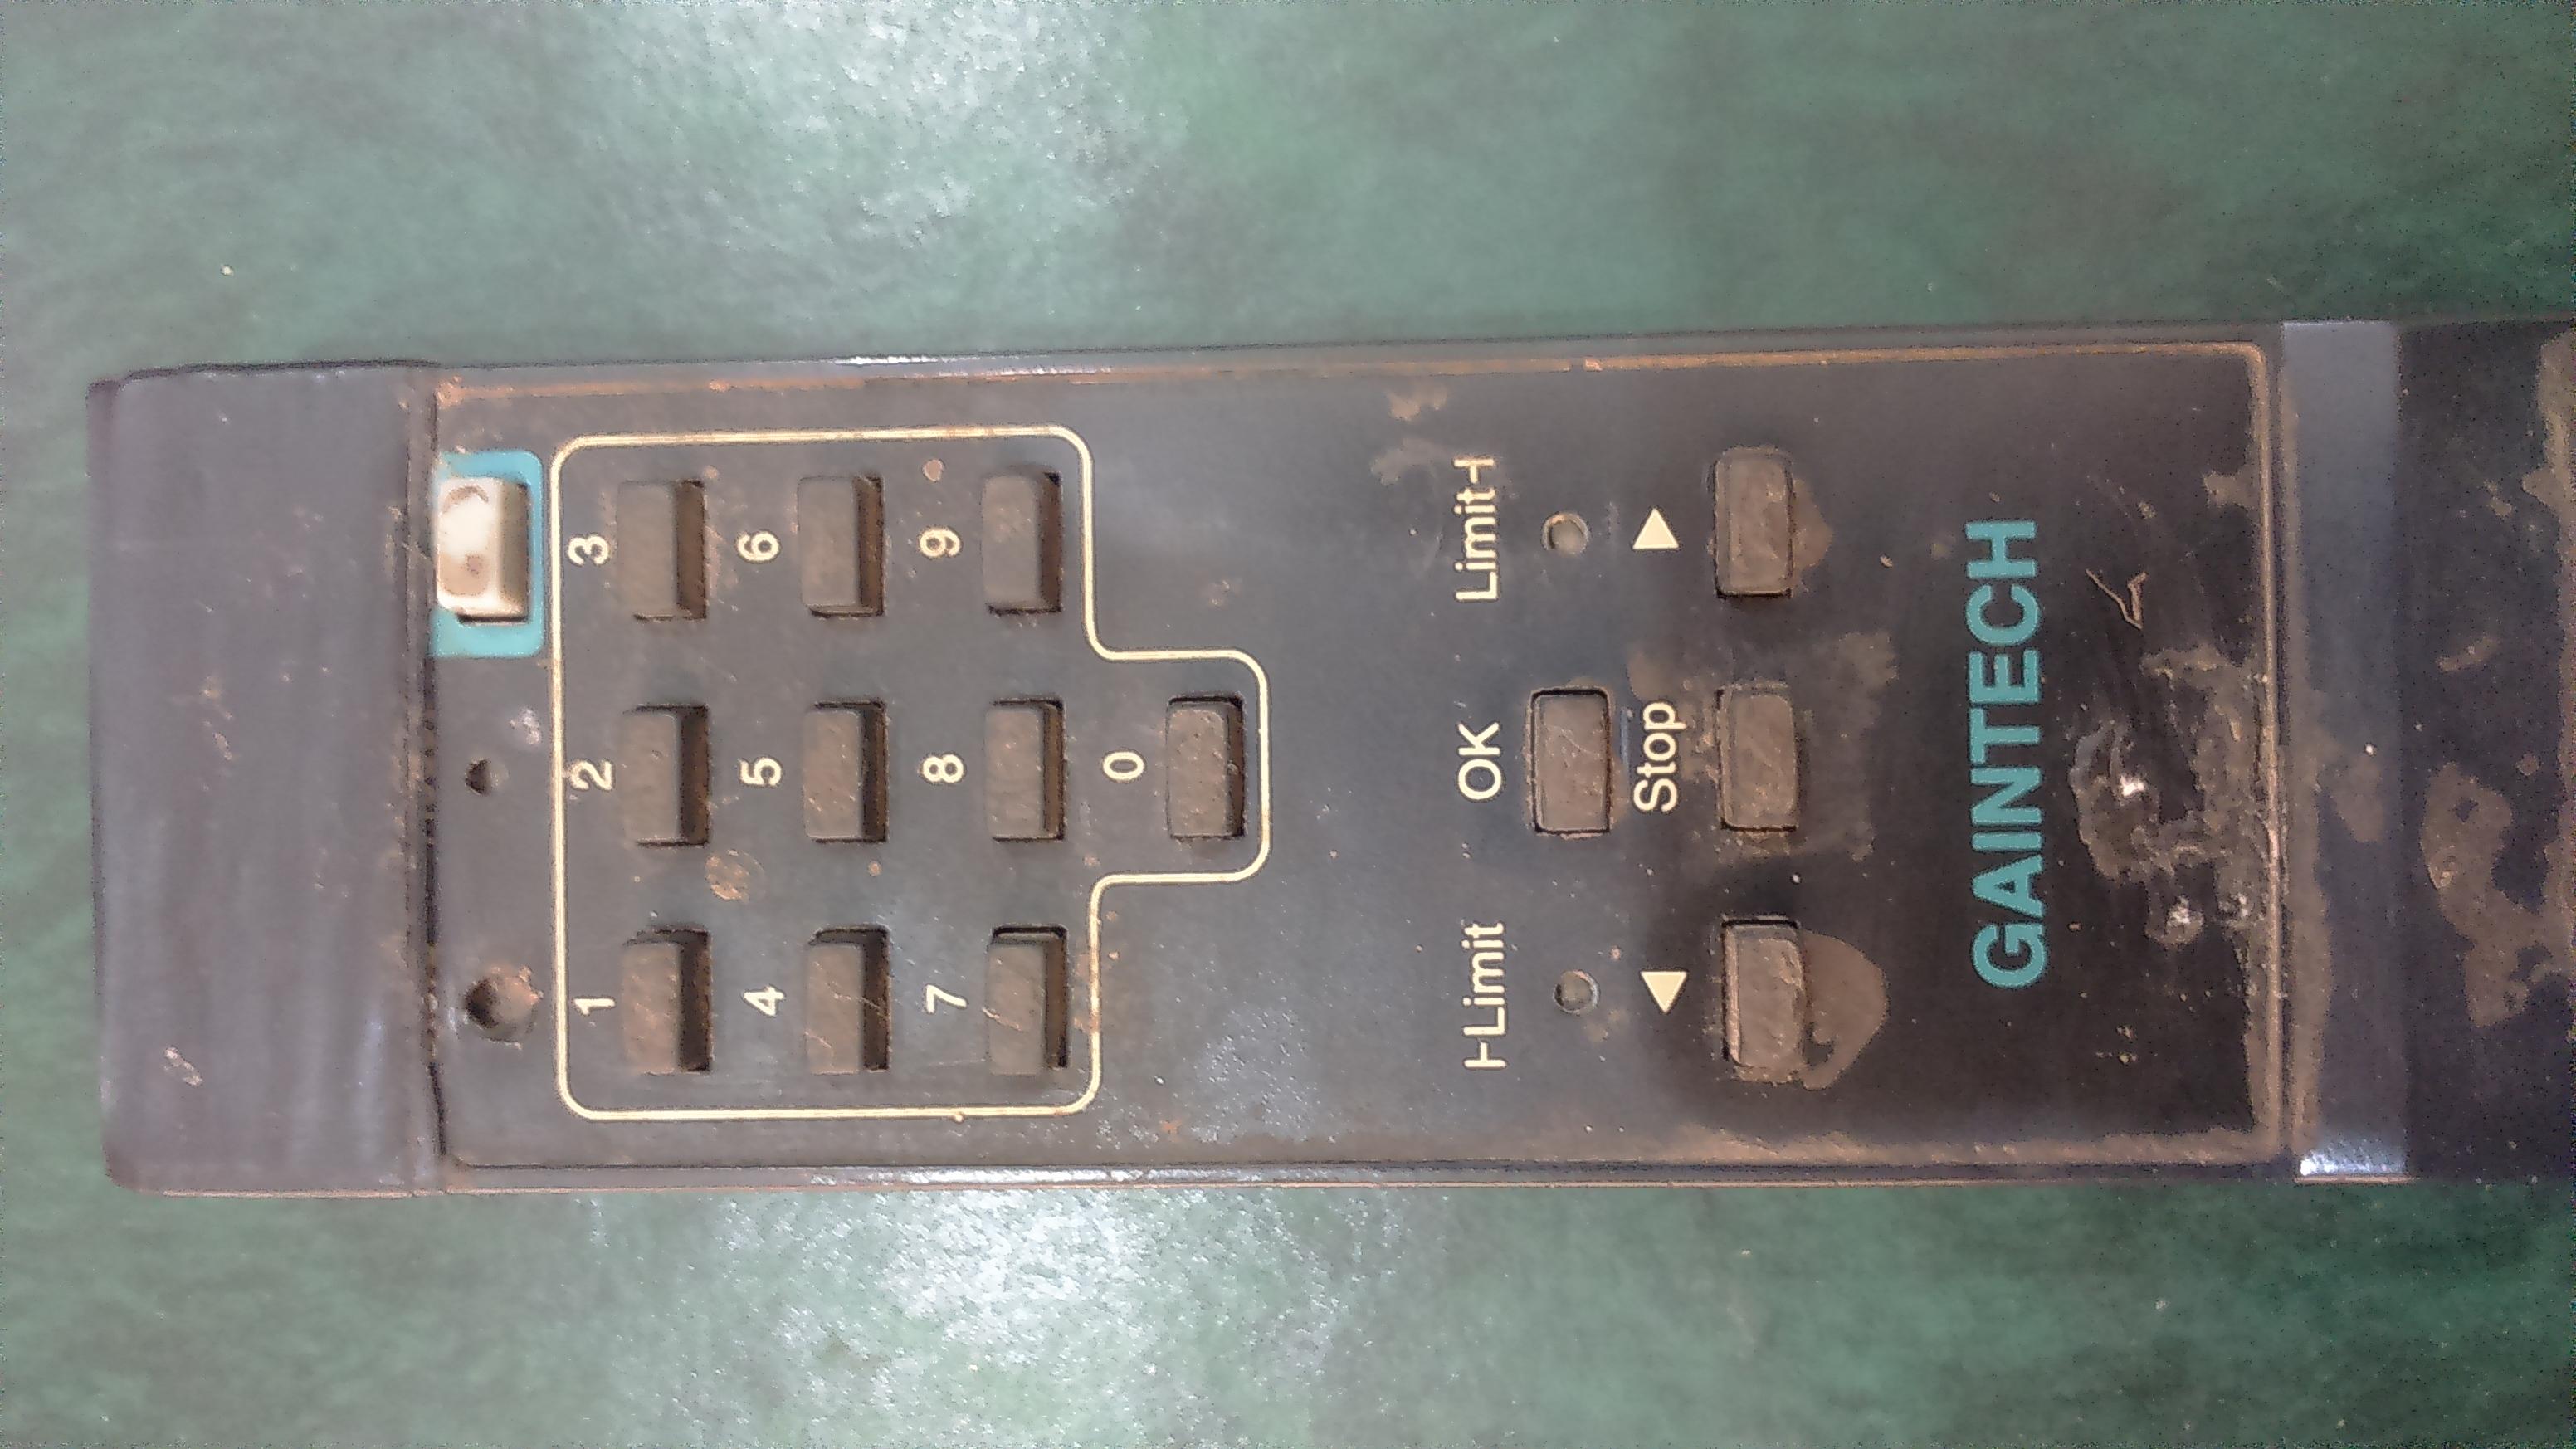 1 2 3
4 5 6
7 8 9
0
Limit OK Limit
Stop
GAINTECH